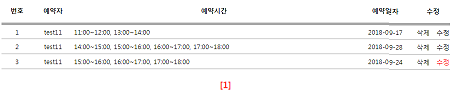 번호 예약자 예약시간 예약일자 수정
1 test11 11:00~12:00, 13:00~14:00 2018-09-17 삭제 수정
2 test11 14:00~15:00, 15:00~16:00, 16:00~17:00, 17:00~18:00 2018-09-28 삭제 수정
3 test11 15:00~16:00, 16:00~17:00, 17:00~18:00 2018-09-24 삭제 수정
[1]